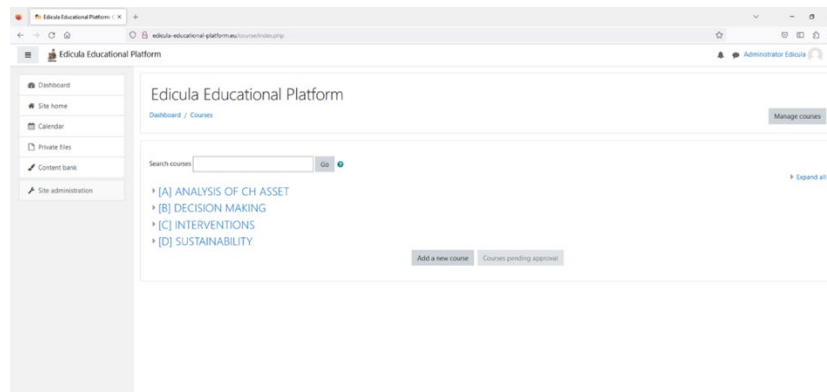 Edicula Educational Platform: C
edicula-educational-platform.eu/course/index.php
Edicula Educational Platform
Administrator Edicula
Dashboard
Site home
Calendar
Private files
Content bank
Site administration
Edicula Educational Platform
Dashboard / Courses
Manage courses
Search courses
Go
Expand all
[A] ANALYSIS OF CH ASSET
[B] DECISION MAKING
[C] INTERVENTIONS
[D] SUSTAINABILITY
Add a new course
Courses pending approval